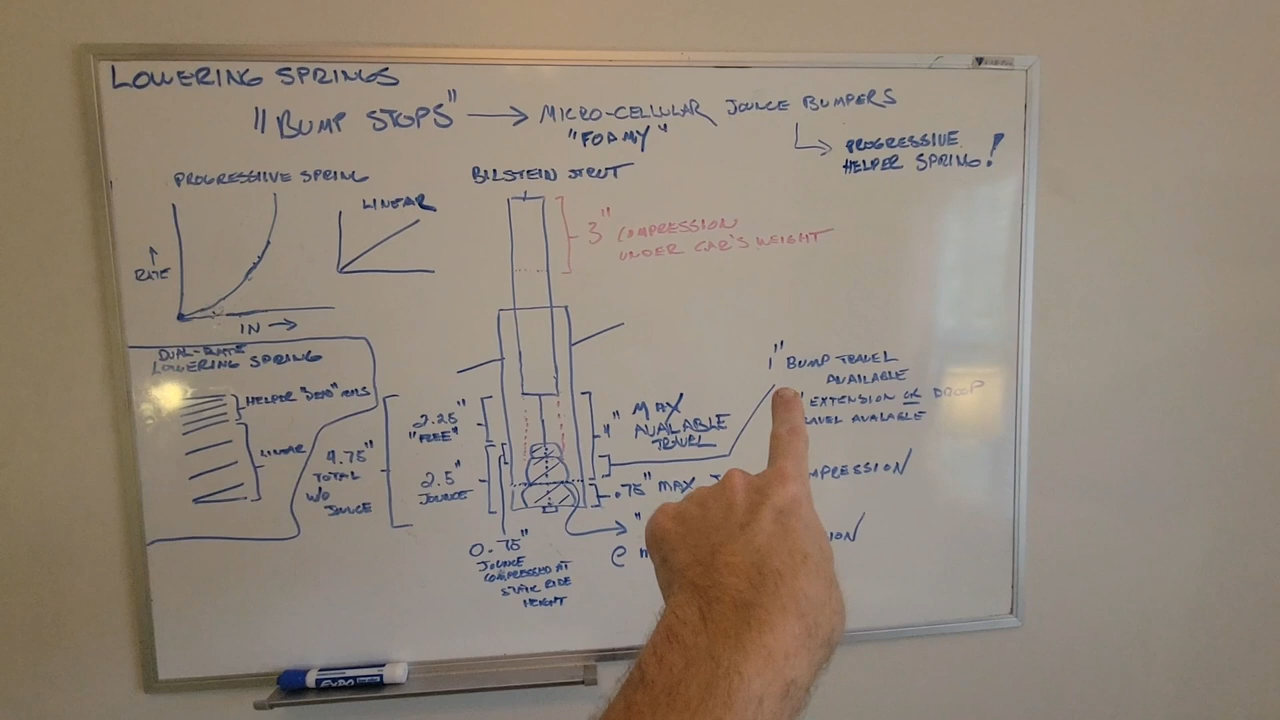 LOWERING SPRINGS
"BUMP STOPS" → MICRO-CELLULAR JOUNCE BUMPERS
"FOAMY"
PROGRESSIVE
HELPER SPRING!
PROGRESSIVE SPRING
LINEAR
↑
RATE
IN →
BILSTEIN STRUT
3" COMPRESSION
UNDER CAR'S WEIGHT
DUAL-RATE
LOWERING SPRING
HELPER "DEAD" COILS
LINEAR
4.75"
TOTAL
W/O
JOUNCE
2.25"
"FREE"
2.5"
JOUNCE
0.75"
JOUNCE
COMPRESSED AT
STATIC RIDE
HEIGHT
4" MAX
AVAILABLE
TRAVEL
1" BUMP TRAVEL
AVAILABLE
EXTENSION OR DROOP
AVAILABLE
.75" MAX